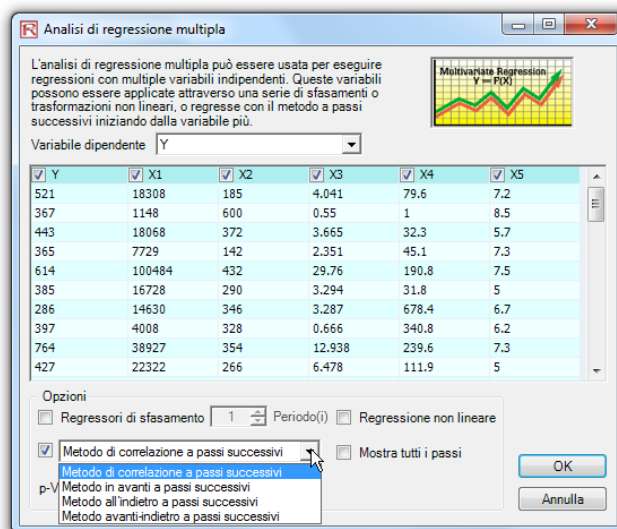 Analisi di regressione multipla
L'analisi di regressione multipla può essere usata per eseguire
regressioni con multiple variabili indipendenti. Queste variabili
possono essere applicate attraverso una serie di sfasamenti o
trasformazioni non lineari, o regresse con il metodo a passi
successivi iniziando dalla variabile più.
Multivariate Regression
Y = F(X)
Variabile dipendente Y
Y X1 X2 X3 X4 X5
521 18308 185 4.041 79.6 7.2
367 1148 600 0.55 1 8.5
443 18068 372 3.665 32.3 5.7
365 7729 142 2.351 45.1 7.3
614 100484 432 29.76 190.8 7.5
385 16728 290 3.294 31.8 5
286 14630 346 3.287 678.4 6.7
397 4008 328 0.666 340.8 6.2
764 38927 354 12.938 239.6 7.3
427 22322 266 6.478 111.9 5
Opzioni
Regressori di sfasamento 1 Periodo(i) Regressione non lineare
Metodo di correlazione a passi successivi Mostra tutti i passi
Metodo di correlazione a passi successivi
Metodo in avanti a passi successivi
Metodo all'indietro a passi successivi
Metodo avanti-indietro a passi successivi
p-V
OK
Annulla